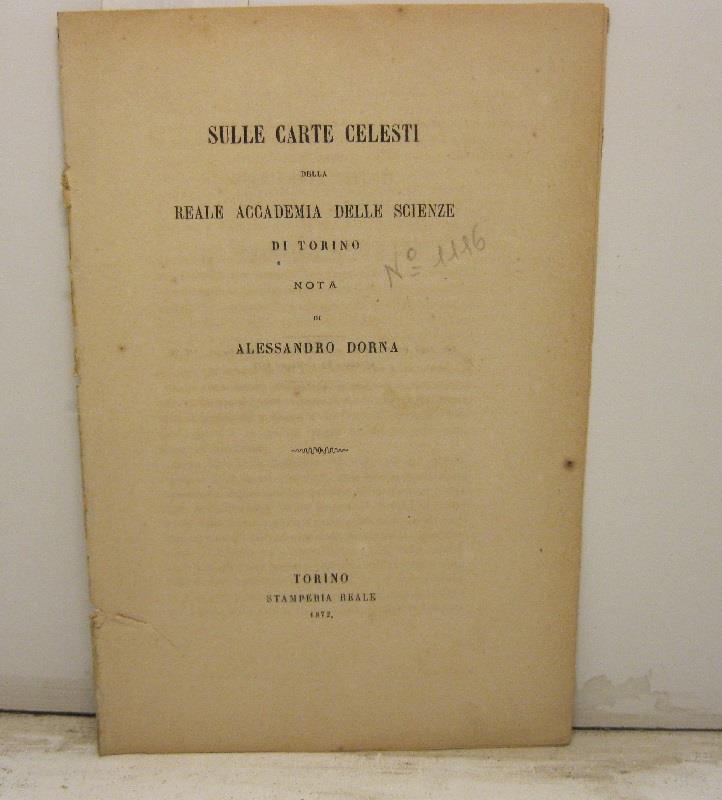 SULLE CARTE CELESTI
DELLA
REALE ACCADEMIA DELLE SCIENZE
DI TORINO
Nº 1116
NOTA
DI
ALESSANDRO DORNA
TORINO
STAMPERIA REALE
1872.